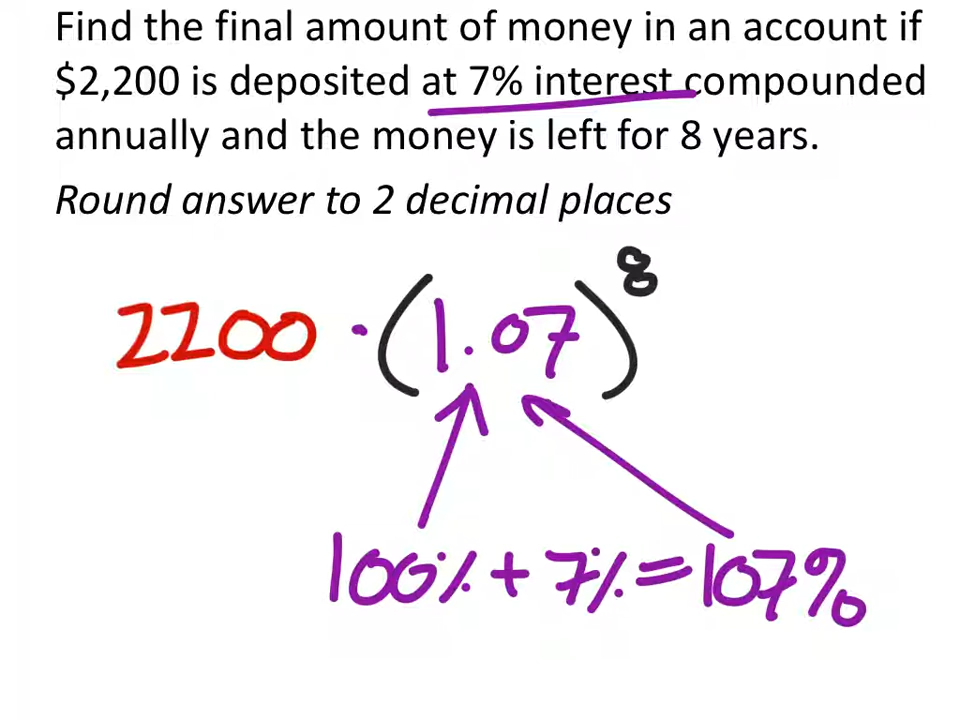 Find the final amount of money in an account if
$2,200 is deposited at 7% interest compounded
annually and the money is left for 8 years.
Round answer to 2 decimal places
2200 · (1.07)⁸
100% + 7% = 107%